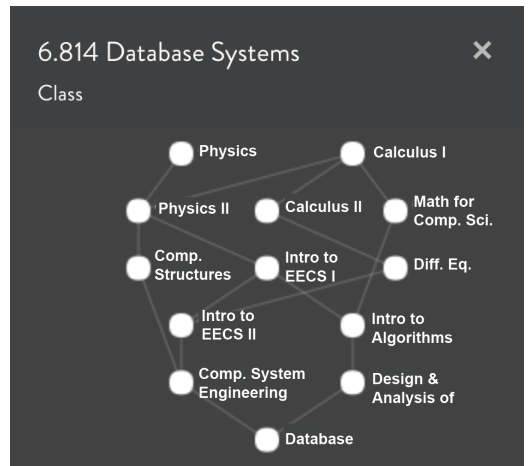 6.814 Database Systems
Class
Physics
Calculus I
Physics II
Calculus II
Math for
Comp. Sci.
Comp.
Structures
Intro to
EECS I
Diff. Eq.
Intro to
EECS II
Intro to
Algorithms
Comp. System
Engineering
Design &
Analysis of
Database